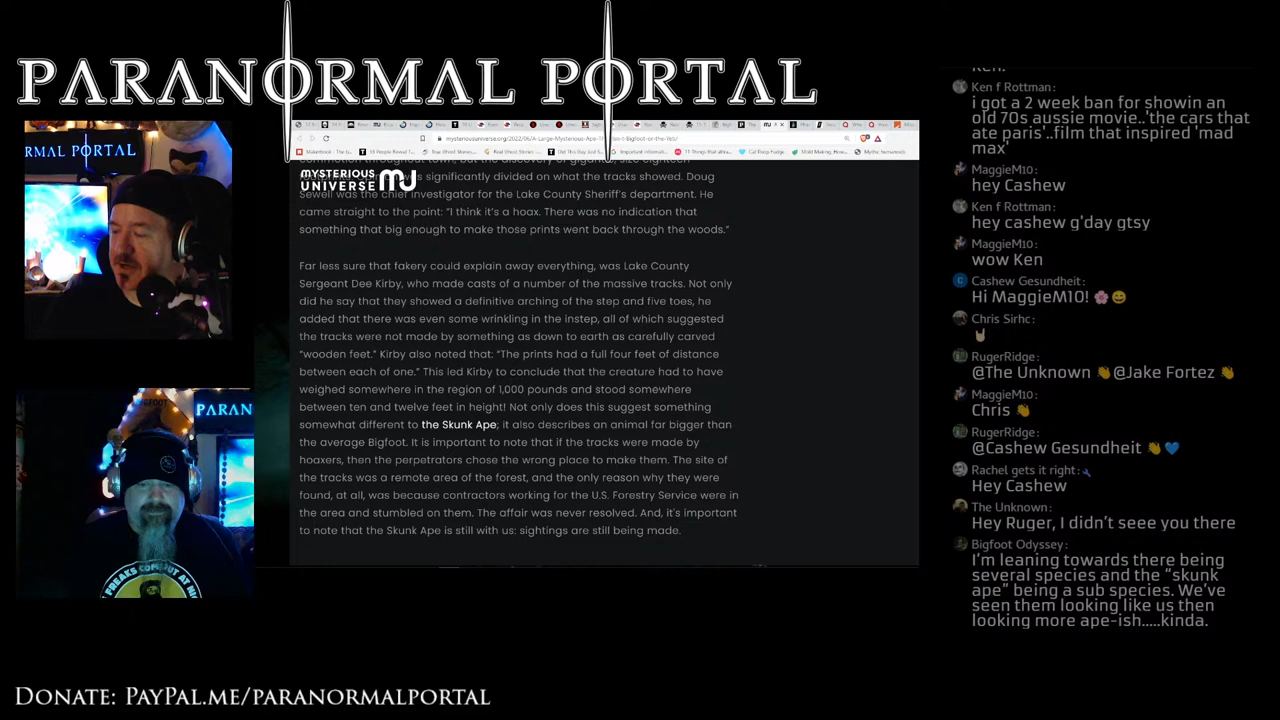 PARANORMAL PORTAL
RMAL PORTAL
mysteriousuniverse.org/2022/06/A-Large-Mysterious-Ape-
MYSTERIOUS
UNIVERSE MU
significantly divided on what the tracks showed. Doug
Sewell was the chief investigator for the Lake County Sheriff's department. He
came straight to the point: "I think it's a hoax. There was no indication that
something that big enough to make those prints went back through the woods."
Far less sure that fakery could explain away everything, was Lake County
Sergeant Dee Kirby, who made casts of a number of the massive tracks. Not only
did he say that they showed a definitive arching of the step and five toes, he
added that there was even some wrinkling in the instep, all of which suggested
the tracks were not made by something as down to earth as carefully carved
"wooden feet." Kirby also noted that: "The prints had a full four feet of distance
between each of one." This led Kirby to conclude that the creature had to have
weighed somewhere in the region of 1,000 pounds and stood somewhere
between ten and twelve feet in height! Not only does this suggest something
somewhat different to the Skunk Ape; it also describes an animal far bigger than
the average Bigfoot. It is important to note that if the tracks were made by
hoaxers, then the perpetrators chose the wrong place to make them. The site of
the tracks was a remote area of the forest, and the only reason why they were
found, at all, was because contractors working for the U.S. Forestry Service were in
the area and stumbled on them. The affair was never resolved. And, it's important
to note that the Skunk Ape is still with us: sightings are still being made.
PARAN
FREAKS COME OUT AT NIG
Ken f Rottman:
i got a 2 week ban for showin an
old 70s aussie movie..'the cars that
ate paris'..film that inspired 'mad
max'
MaggieM10:
hey Cashew
Ken f Rottman:
hey cashew g'day gtsy
MaggieM10:
wow Ken
Cashew Gesundheit:
Hi MaggieM10! 🌸😄
Chris Sirhc:
🤘
RugerRidge:
@The Unknown 👏@Jake Fortez 👏
MaggieM10:
Chris 👏
RugerRidge:
@Cashew Gesundheit 👏💙
Rachel gets it right:
Hey Cashew
The Unknown:
Hey Ruger, I didn't seee you there
Bigfoot Odyssey:
I'm leaning towards there being
several species and the "skunk
ape" being a sub species. We've
seen them looking like us then
looking more ape-ish.....kinda.
DONATE: PAYPAL.ME/PARANORMALPORTAL